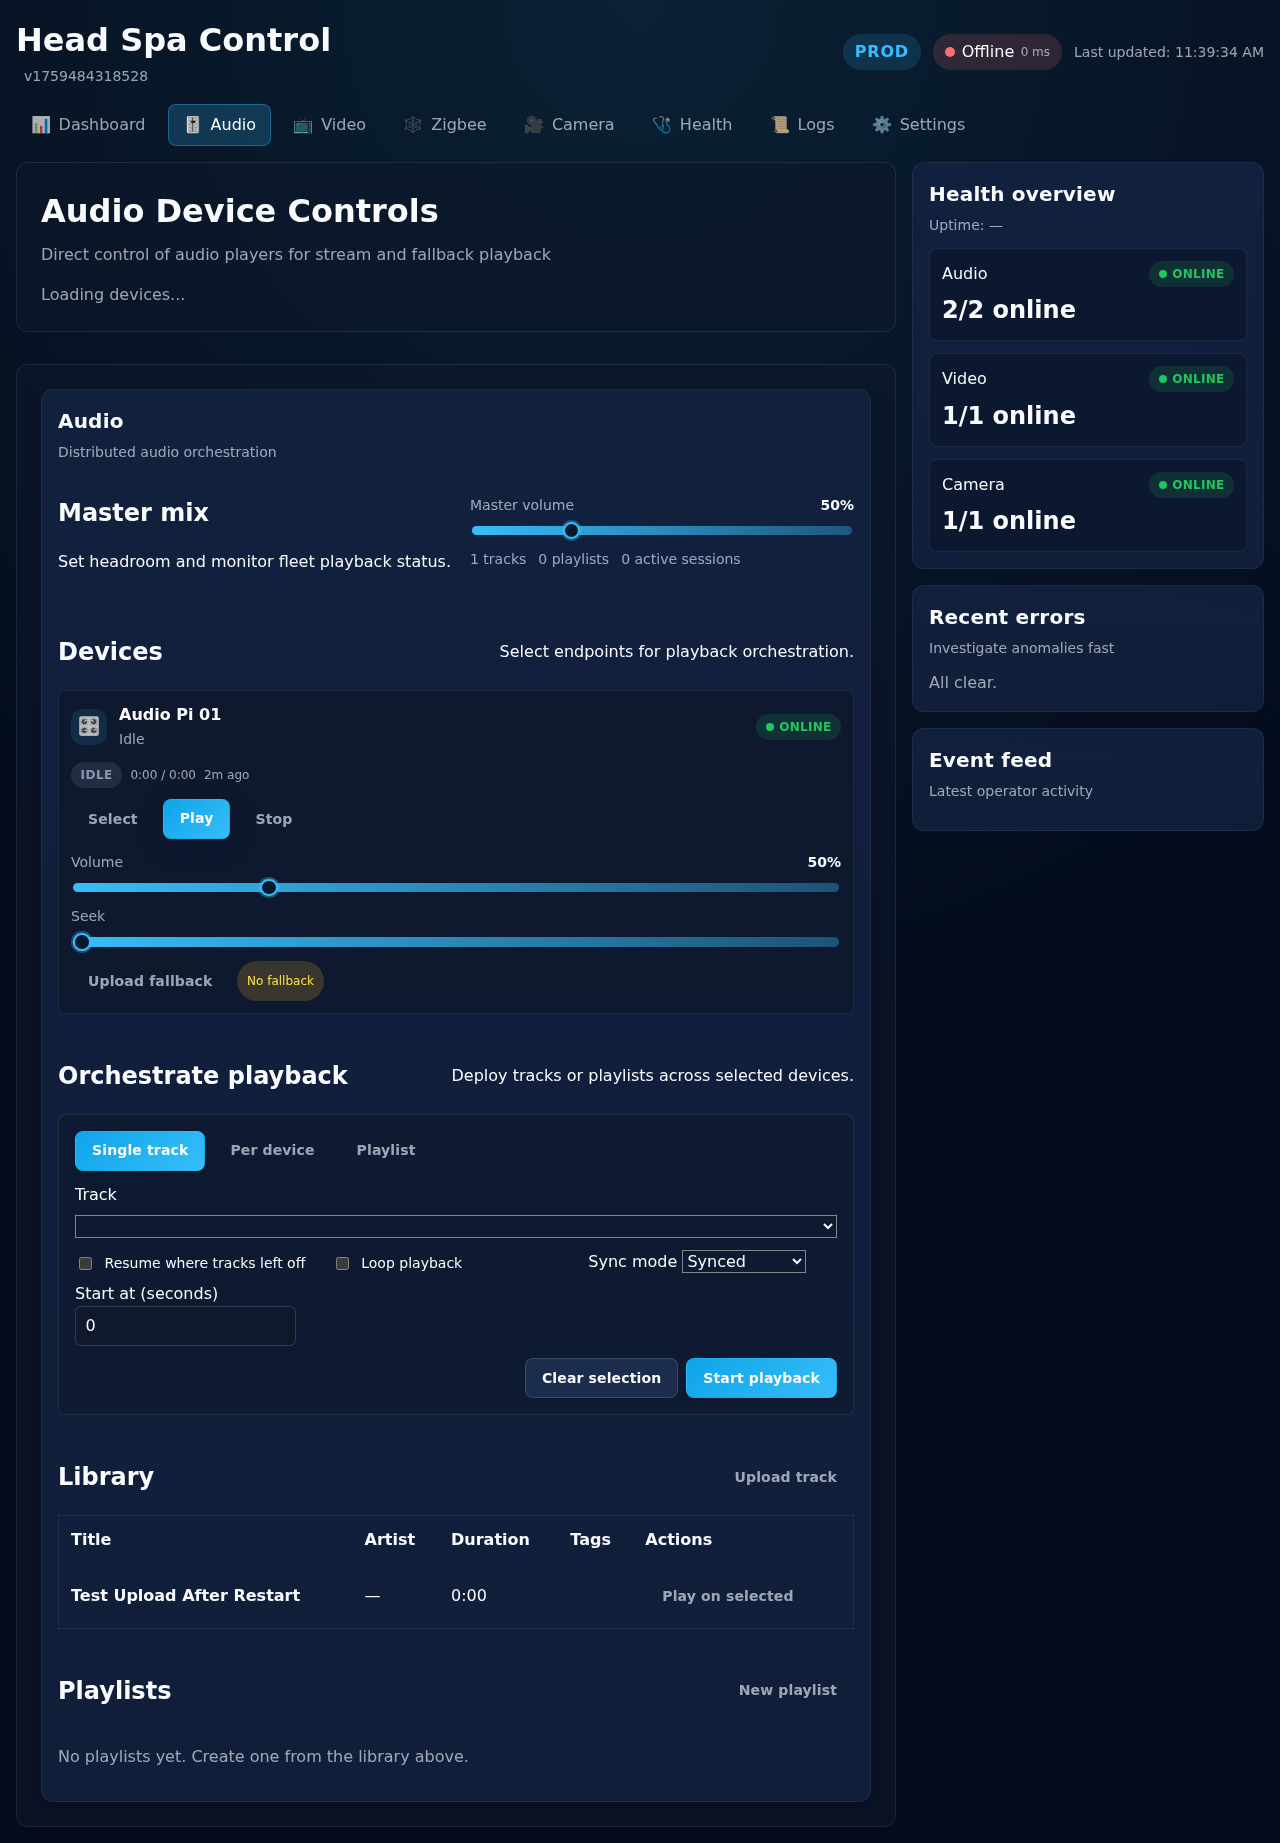 Head Spa Control
v1759484318528
PROD
Offline 0 ms
Last updated: 11:39:34 AM
Dashboard
Audio
Video
Zigbee
Camera
Health
Logs
Settings
Audio Device Controls
Direct control of audio players for stream and fallback playback
Loading devices...
Audio
Distributed audio orchestration
Master mix
Set headroom and monitor fleet playback status.
Master volume 50%
1 tracks 0 playlists 0 active sessions
Devices
Select endpoints for playback orchestration.
Audio Pi 01
Idle
ONLINE
IDLE 0:00 / 0:00 2m ago
Select Play Stop
Volume 50%
Seek
Upload fallback No fallback
Orchestrate playback
Deploy tracks or playlists across selected devices.
Single track Per device Playlist
Track
Resume where tracks left off Loop playback Sync mode Synced
Start at (seconds)
0
Clear selection Start playback
Library
Upload track
Title Artist Duration Tags Actions
Test Upload After Restart — 0:00 Play on selected
Playlists
New playlist
No playlists yet. Create one from the library above.
Health overview
Uptime: —
Audio ONLINE
2/2 online
Video ONLINE
1/1 online
Camera ONLINE
1/1 online
Recent errors
Investigate anomalies fast
All clear.
Event feed
Latest operator activity